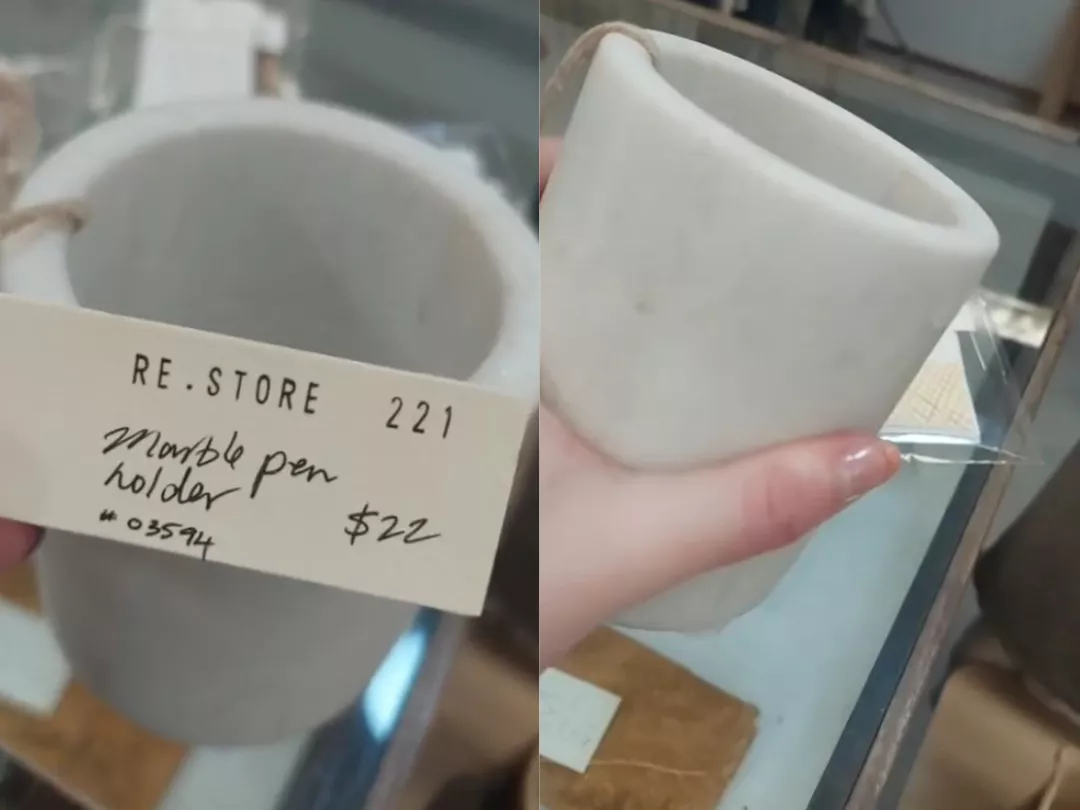 RE.STORE 221
Marble pen
holder
# 03594 $22